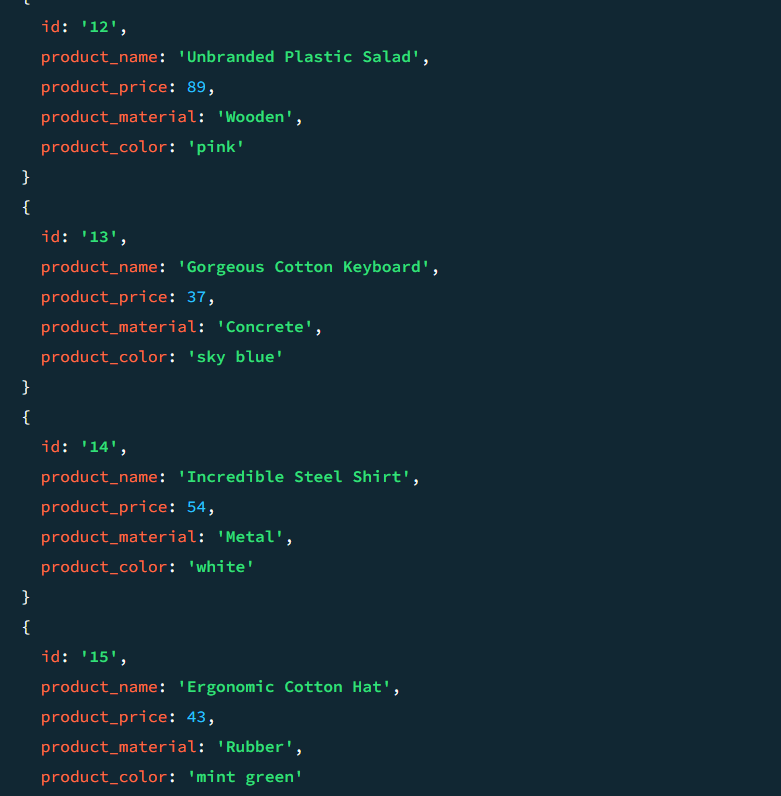 {
id: '12',
product_name: 'Unbranded Plastic Salad',
product_price: 89,
product_material: 'Wooden',
product_color: 'pink'
}
{
id: '13',
product_name: 'Gorgeous Cotton Keyboard',
product_price: 37,
product_material: 'Concrete',
product_color: 'sky blue'
}
{
id: '14',
product_name: 'Incredible Steel Shirt',
product_price: 54,
product_material: 'Metal',
product_color: 'white'
}
{
id: '15',
product_name: 'Ergonomic Cotton Hat',
product_price: 43,
product_material: 'Rubber',
product_color: 'mint green'